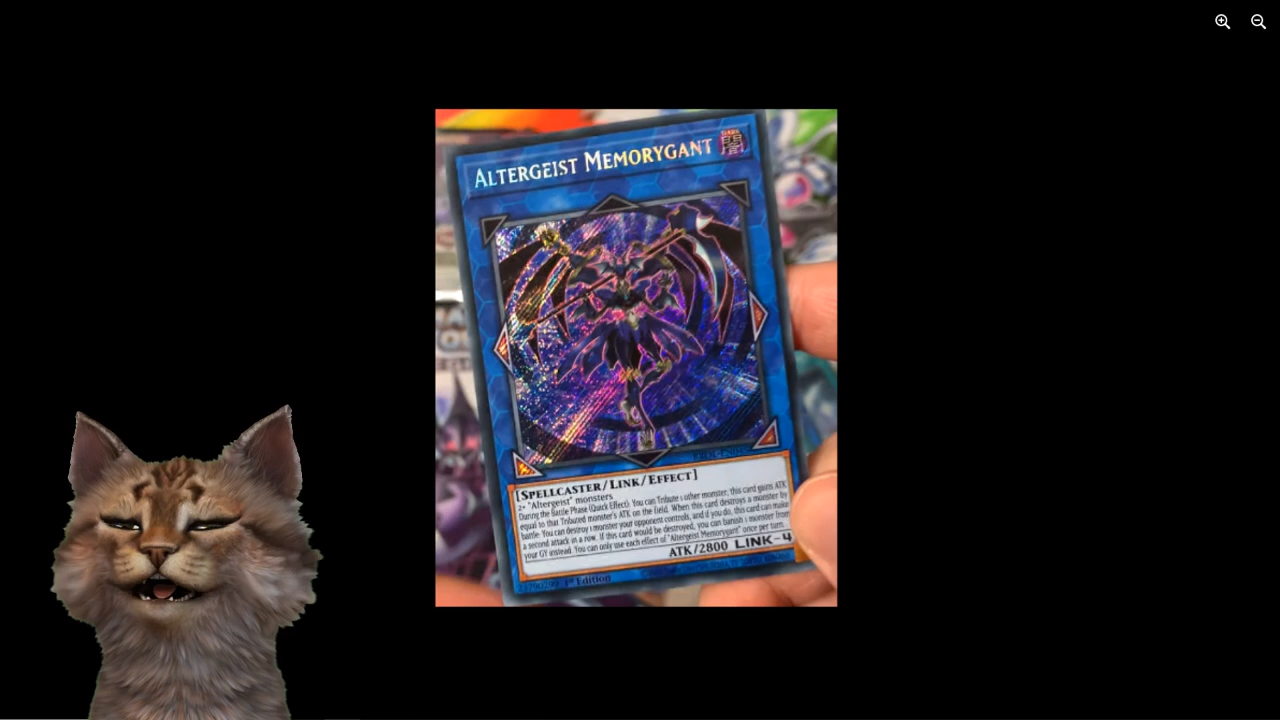 ALTERGEIST MEMORYGANT
DARK
闇
[SPELLCASTER/LINK/EFFECT]
2+ "Altergeist" monsters
During the Battle Phase (Quick Effect): You can Tribute 1 other monster; this card gains ATK
equal to that Tributed monster's ATK on the field. When this card destroys a monster by
battle: You can destroy 1 monster your opponent controls, and if you do, this card can make
a second attack in a row. If this card would be destroyed, you can banish 1 monster from
your GY instead. You can only use each effect of "Altergeist Memorygant" once per turn.
ATK/2800 LINK-4
1st Edition